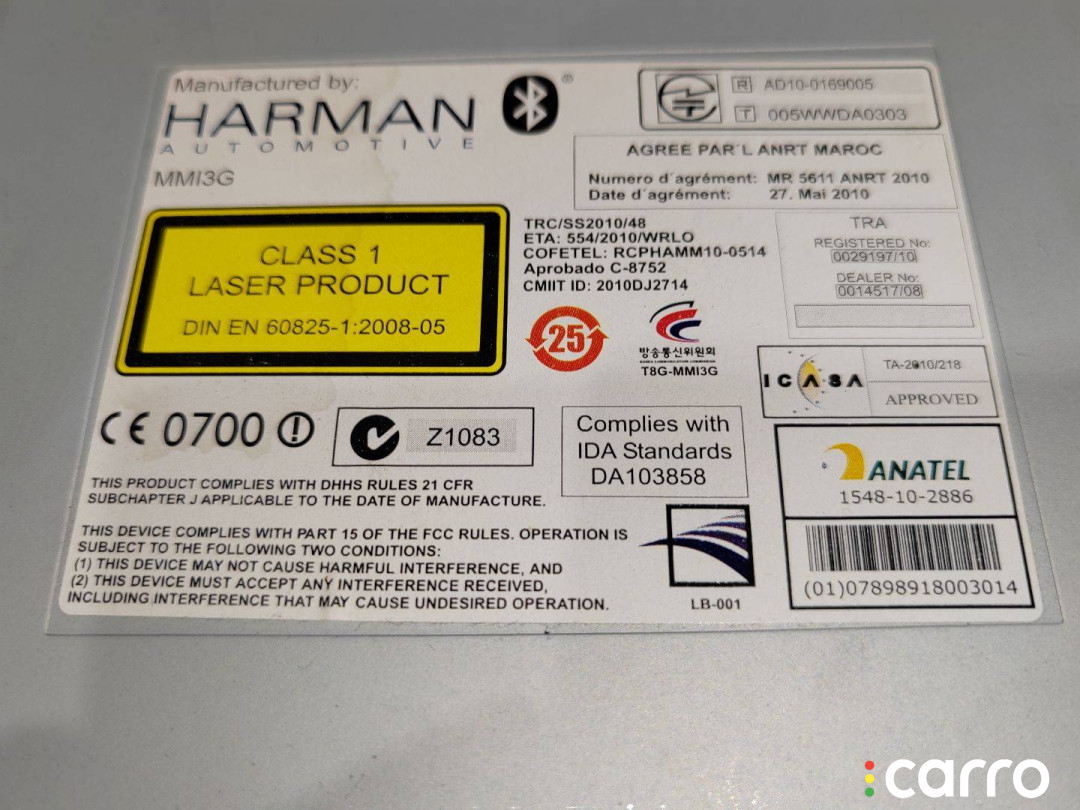 Manufactured by:
HARMAN
AUTOMOTIVE
MMI3G
®
R AD10-0169005
T 005WWDA0303
AGREE PAR´L ANRT MAROC
Numero d´agrément: MR 5611 ANRT 2010
Date d´agrément: 27. Mai 2010
CLASS 1
LASER PRODUCT
DIN EN 60825-1:2008-05
TRC/SS2010/48
ETA: 554/2010/WRLO
COFETEL: RCPHAMM10-0514
Aprobado C-8752
CMIIT ID: 2010DJ2714
TRA
REGISTERED No:
0029197/10
DEALER No:
0014517/08
25
방송통신위원회
T8G-MMI3G
ICASA
TA-2010/218
APPROVED
CE 0700
Z1083
Complies with
IDA Standards
DA103858
ANATEL
1548-10-2886
(01)07898918003014
THIS PRODUCT COMPLIES WITH DHHS RULES 21 CFR
SUBCHAPTER J APPLICABLE TO THE DATE OF MANUFACTURE.
THIS DEVICE COMPLIES WITH PART 15 OF THE FCC RULES. OPERATION IS
SUBJECT TO THE FOLLOWING TWO CONDITIONS:
(1) THIS DEVICE MAY NOT CAUSE HARMFUL INTERFERENCE, AND
(2) THIS DEVICE MUST ACCEPT ANY INTERFERENCE RECEIVED,
INCLUDING INTERFERENCE THAT MAY CAUSE UNDESIRED OPERATION.
LB-001
carro